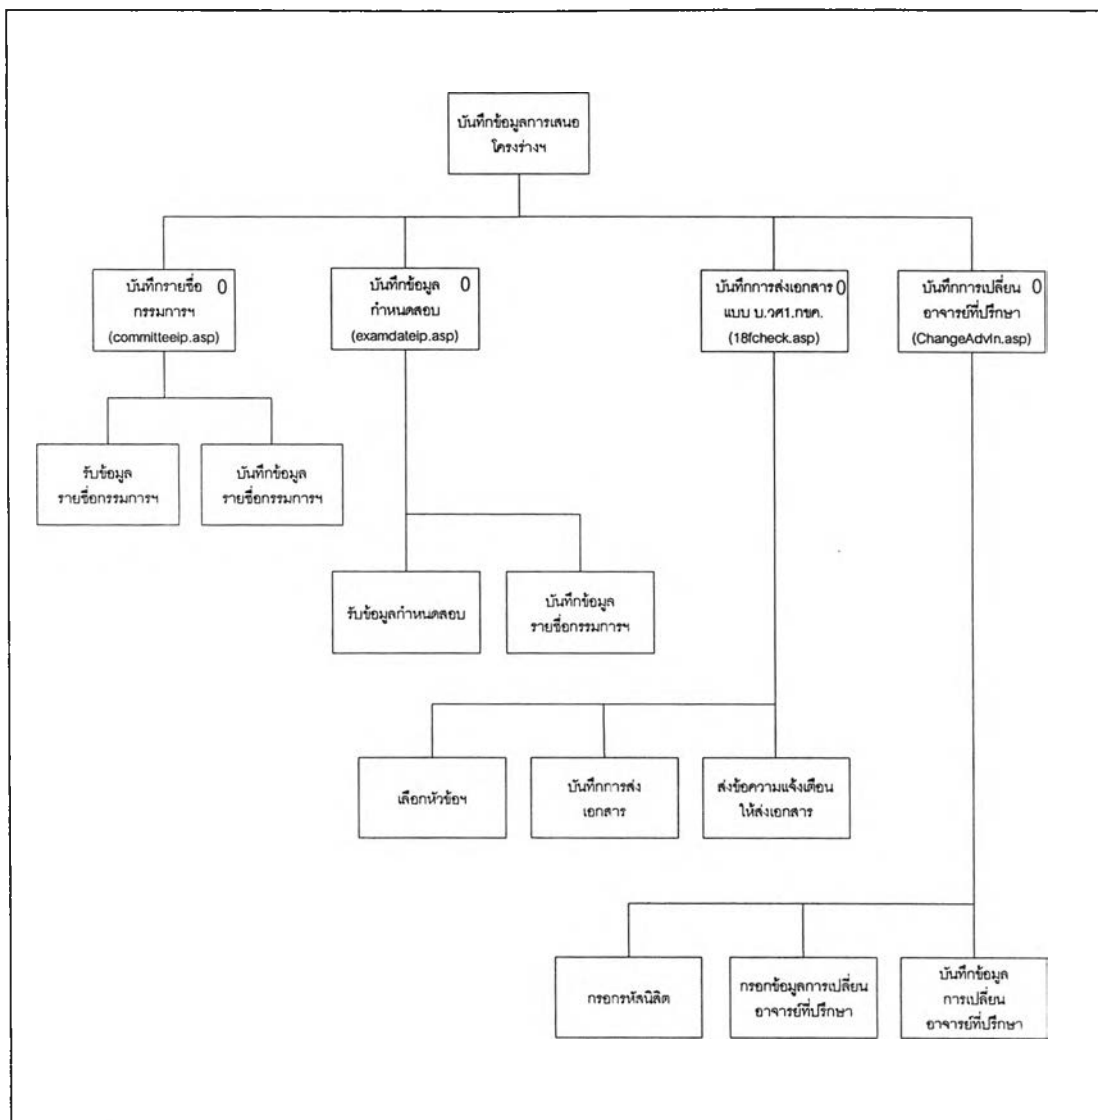 บันทึกข้อมูลการเสนอ
โครงร่างฯ
บันทึกรายชื่อ 0
กรรมการฯ
(committeeip.asp)
บันทึกข้อมูล 0
กำหนดสอบ
(examdateip.asp)
บันทึกการส่งเอกสาร 0
แบบ บ.วศ1.กขค.
(18fcheck.asp)
บันทึกการเปลี่ยน 0
อาจารย์ที่ปรึกษา
(ChangeAdvIn.asp)
รับข้อมูล
รายชื่อกรรมการฯ
บันทึกข้อมูล
รายชื่อกรรมการฯ
รับข้อมูลกำหนดสอบ
บันทึกข้อมูล
รายชื่อกรรมการฯ
เลือกหัวข้อฯ
บันทึกการส่ง
เอกสาร
ส่งข้อความแจ้งเตือน
ให้ส่งเอกสาร
กรอกรหัสนิสิต
กรอกข้อมูลการเปลี่ยน
อาจารย์ที่ปรึกษา
บันทึกข้อมูล
การเปลี่ยน
อาจารย์ที่ปรึกษา